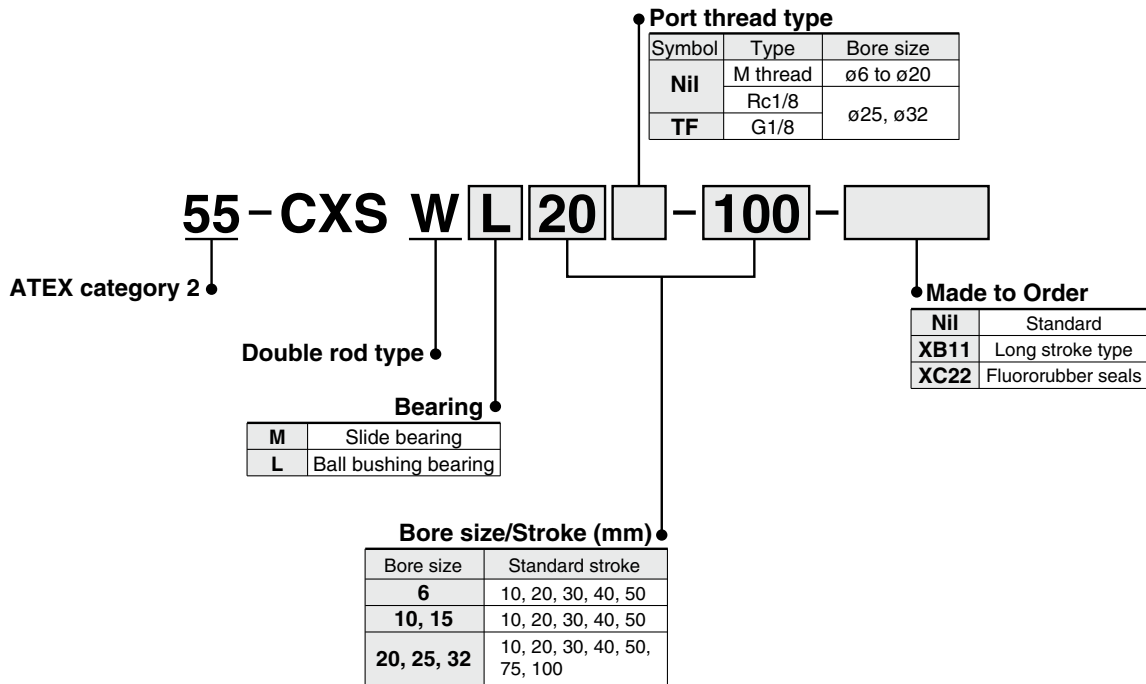 Port thread type
Symbol Type Bore size
Nil M thread ø6 to ø20
Rc1/8 ø25, ø32
TF G1/8
55-CXS W L 20 - 100 -
ATEX category 2
Double rod type
Bearing
M Slide bearing
L Ball bushing bearing
Made to Order
Nil Standard
XB11 Long stroke type
XC22 Fluororubber seals
Bore size/Stroke (mm)
Bore size Standard stroke
6 10, 20, 30, 40, 50
10, 15 10, 20, 30, 40, 50
20, 25, 32 10, 20, 30, 40, 50,
75, 100